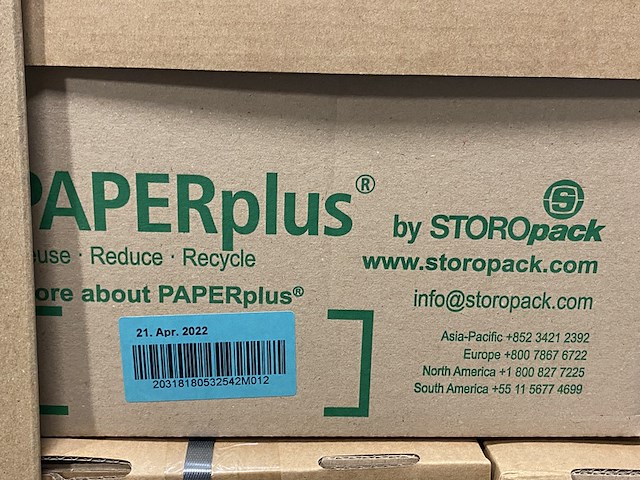 PAPERplus®
by STOROpack
euse · Reduce · Recycle
www.storopack.com
ore about PAPERplus®
info@storopack.com
21. Apr. 2022
20318180532542M012
Asia-Pacific +852 3421 2392
Europe +800 7867 6722
North America +1 800 827 7225
South America +55 11 5677 4699